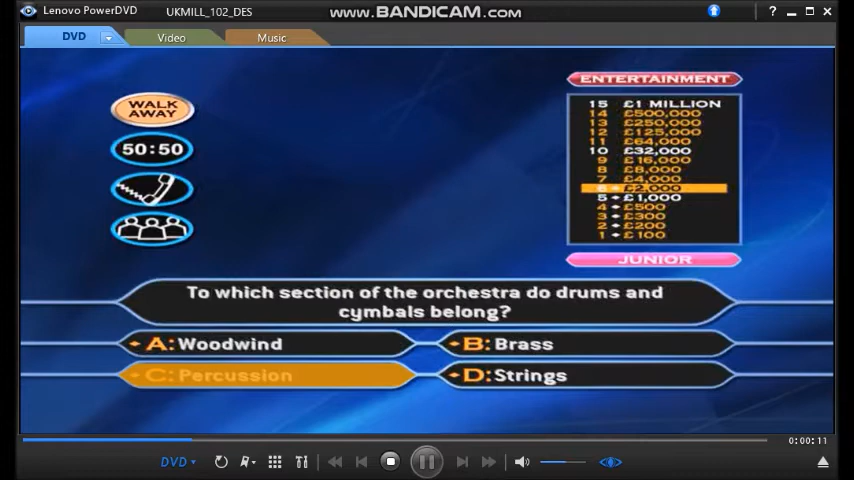 Lenovo PowerDVD
UKMILL_102_DES
www.BANDICAM.com
DVD
Video
Music
ENTERTAINMENT
WALK
AWAY
50:50
15 £1 MILLION
14 £500,000
13 £250,000
12 £125,000
11 £64,000
10 £32,000
9 £16,000
8 £8,000
7 £4,000
6 £2,000
5 £1,000
4 £500
3 £300
2 £200
1 £100
JUNIOR
To which section of the orchestra do drums and
cymbals belong?
A: Woodwind
B: Brass
C: Percussion
D: Strings
0:00:11
DVD